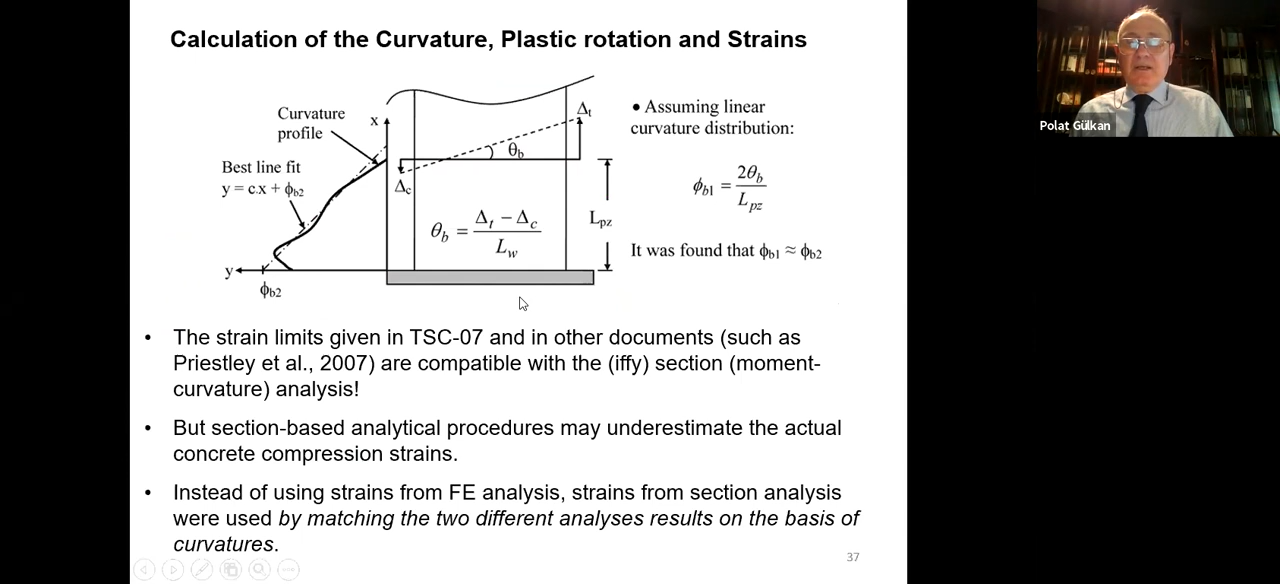 Calculation of the Curvature, Plastic rotation and Strains
Curvature
profile
x
Δt
θb
Best line fit
y = c.x + ϕb2
Δc
θb = Δt − Δc / Lw
Lpz
y
ϕb2
• Assuming linear
curvature distribution:
ϕb1 = 2θb / Lpz
It was found that ϕb1 ≈ ϕb2
• The strain limits given in TSC-07 and in other documents (such as
Priestley et al., 2007) are compatible with the (iffy) section (moment-
curvature) analysis!
• But section-based analytical procedures may underestimate the actual
concrete compression strains.
• Instead of using strains from FE analysis, strains from section analysis
were used by matching the two different analyses results on the basis of
curvatures.
37
Polat Gülkan